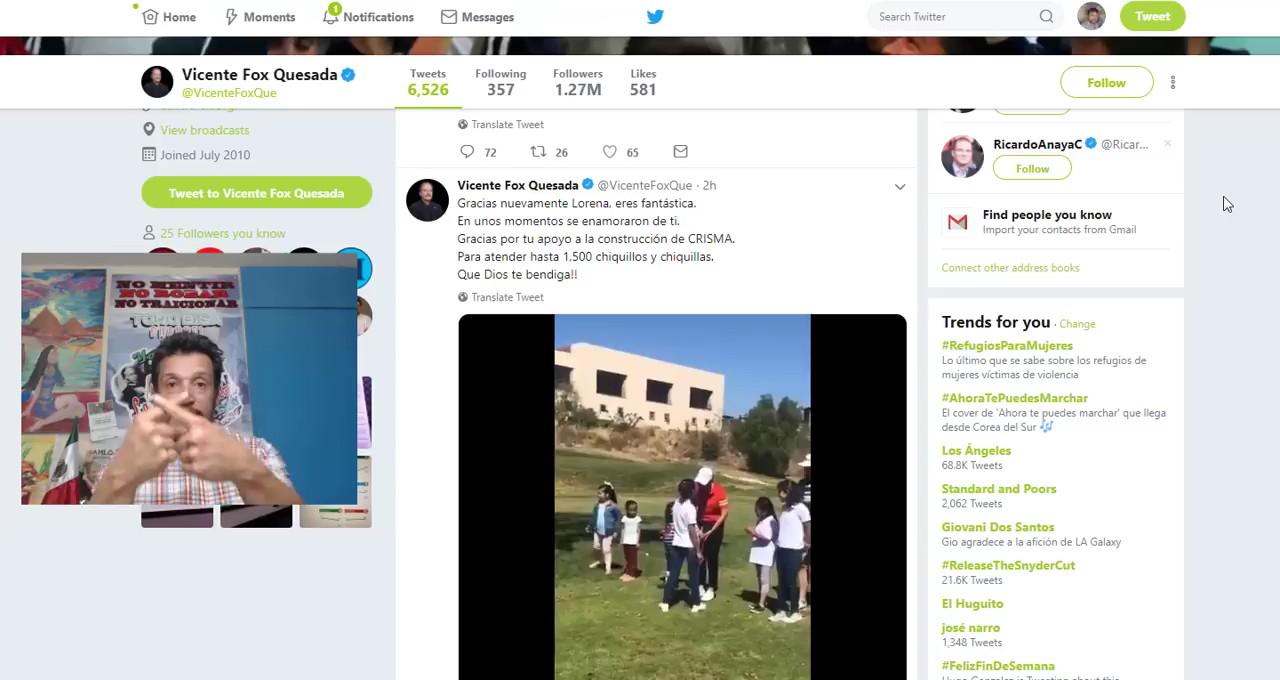 Home
Moments
1
Notifications
Messages
Search Twitter
Tweet
Vicente Fox Quesada
@VicenteFoxQue
Tweets
6,526
Following
357
Followers
1.27M
Likes
581
Follow
View broadcasts
Joined July 2010
Tweet to Vicente Fox Quesada
25 Followers you know
NO MENTIR
NO ROBAR
NO TRAICIONAR
Translate Tweet
72
26
65
Vicente Fox Quesada @VicenteFoxQue · 2h
Gracias nuevamente Lorena, eres fantástica.
En unos momentos se enamoraron de ti.
Gracias por tu apoyo a la construcción de CRISMA.
Para atender hasta 1,500 chiquillos y chiquillas.
Que Dios te bendiga!!
Translate Tweet
RicardoAnayaC @Ricar...
Follow
Find people you know
Import your contacts from Gmail
Connect other address books
Trends for you · Change
#RefugiosParaMujeres
Lo último que se sabe sobre los refugios de
mujeres víctimas de violencia
#AhoraTePuedesMarchar
El cover de 'Ahora te puedes marchar' que llega
desde Corea del Sur
Los Ángeles
68.8K Tweets
Standard and Poors
2,062 Tweets
Giovani Dos Santos
Gio agradece a la afición de LA Galaxy
#ReleaseTheSnyderCut
21.6K Tweets
El Huguito
josé narro
1,348 Tweets
#FelizFinDeSemana